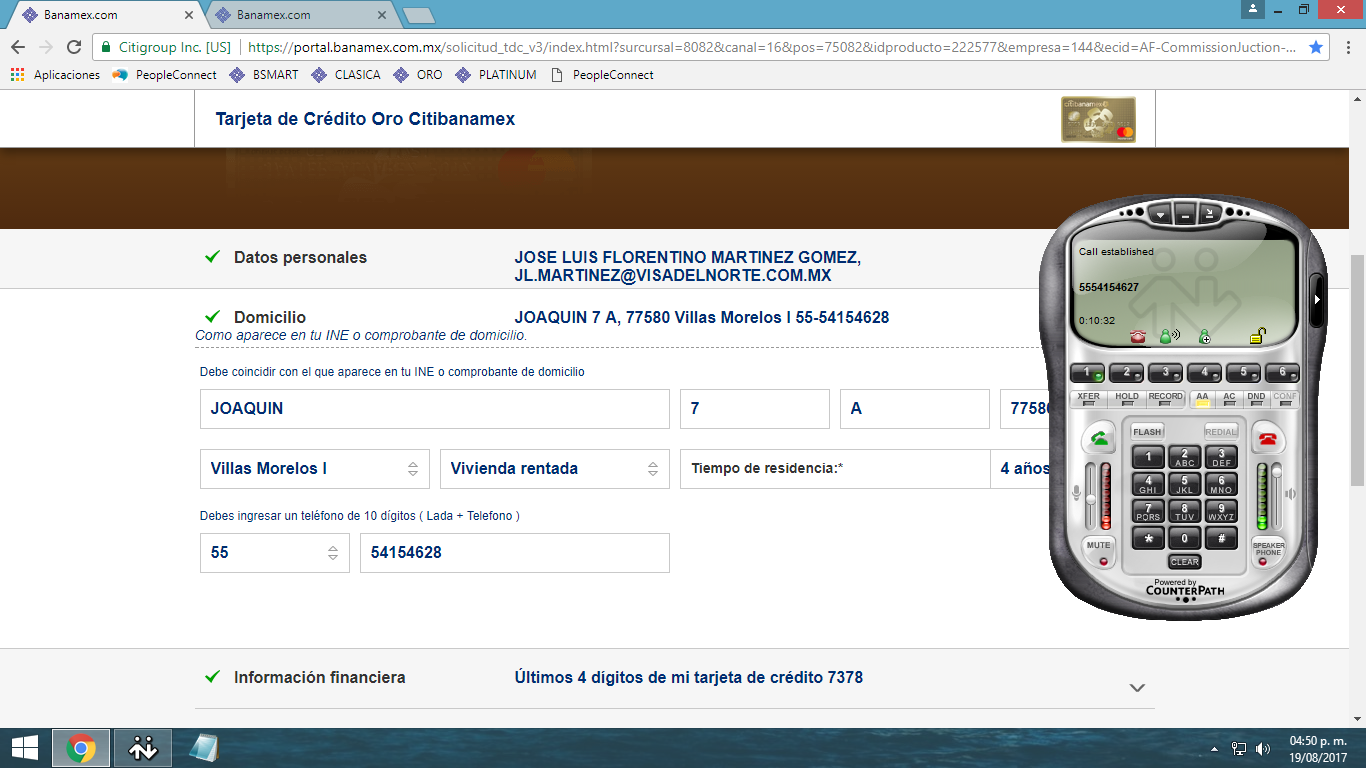 Banamex.com
Banamex.com
Citigroup Inc. [US]
https://portal.banamex.com.mx/solicitud_tdc_v3/index.html?surcursal=8082&canal=16&pos=75082&idproducto=222577&empresa=144&ecid=AF-CommissionJuction-...
Aplicaciones PeopleConnect BSMART CLASICA ORO PLATINUM PeopleConnect
Tarjeta de Crédito Oro Citibanamex
Datos personales
JOSE LUIS FLORENTINO MARTINEZ GOMEZ,
JL.MARTINEZ@VISADELNORTE.COM.MX
Domicilio
JOAQUIN 7 A, 77580 Villas Morelos I 55-54154628
Como aparece en tu INE o comprobante de domicilio.
Debe coincidir con el que aparece en tu INE o comprobante de domicilio
JOAQUIN 7 A 77580
Villas Morelos I Vivienda rentada Tiempo de residencia:* 4 años
Debes ingresar un teléfono de 10 dígitos ( Lada + Telefono )
55 54154628
Información financiera
Últimos 4 dígitos de mi tarjeta de crédito 7378
Call established
5554154627
0:10:32
1 2 3 4 5 6
XFER HOLD RECORD AA AC DND CONF
FLASH REDIAL
1 2 ABC 3 DEF
4 GHI 5 JKL 6 MNO
7 PQRS 8 TUV 9 WXYZ
* 0 #
MUTE
SPEAKER
PHONE
CLEAR
Powered by
COUNTERPATH
04:50 p. m.
19/08/2017